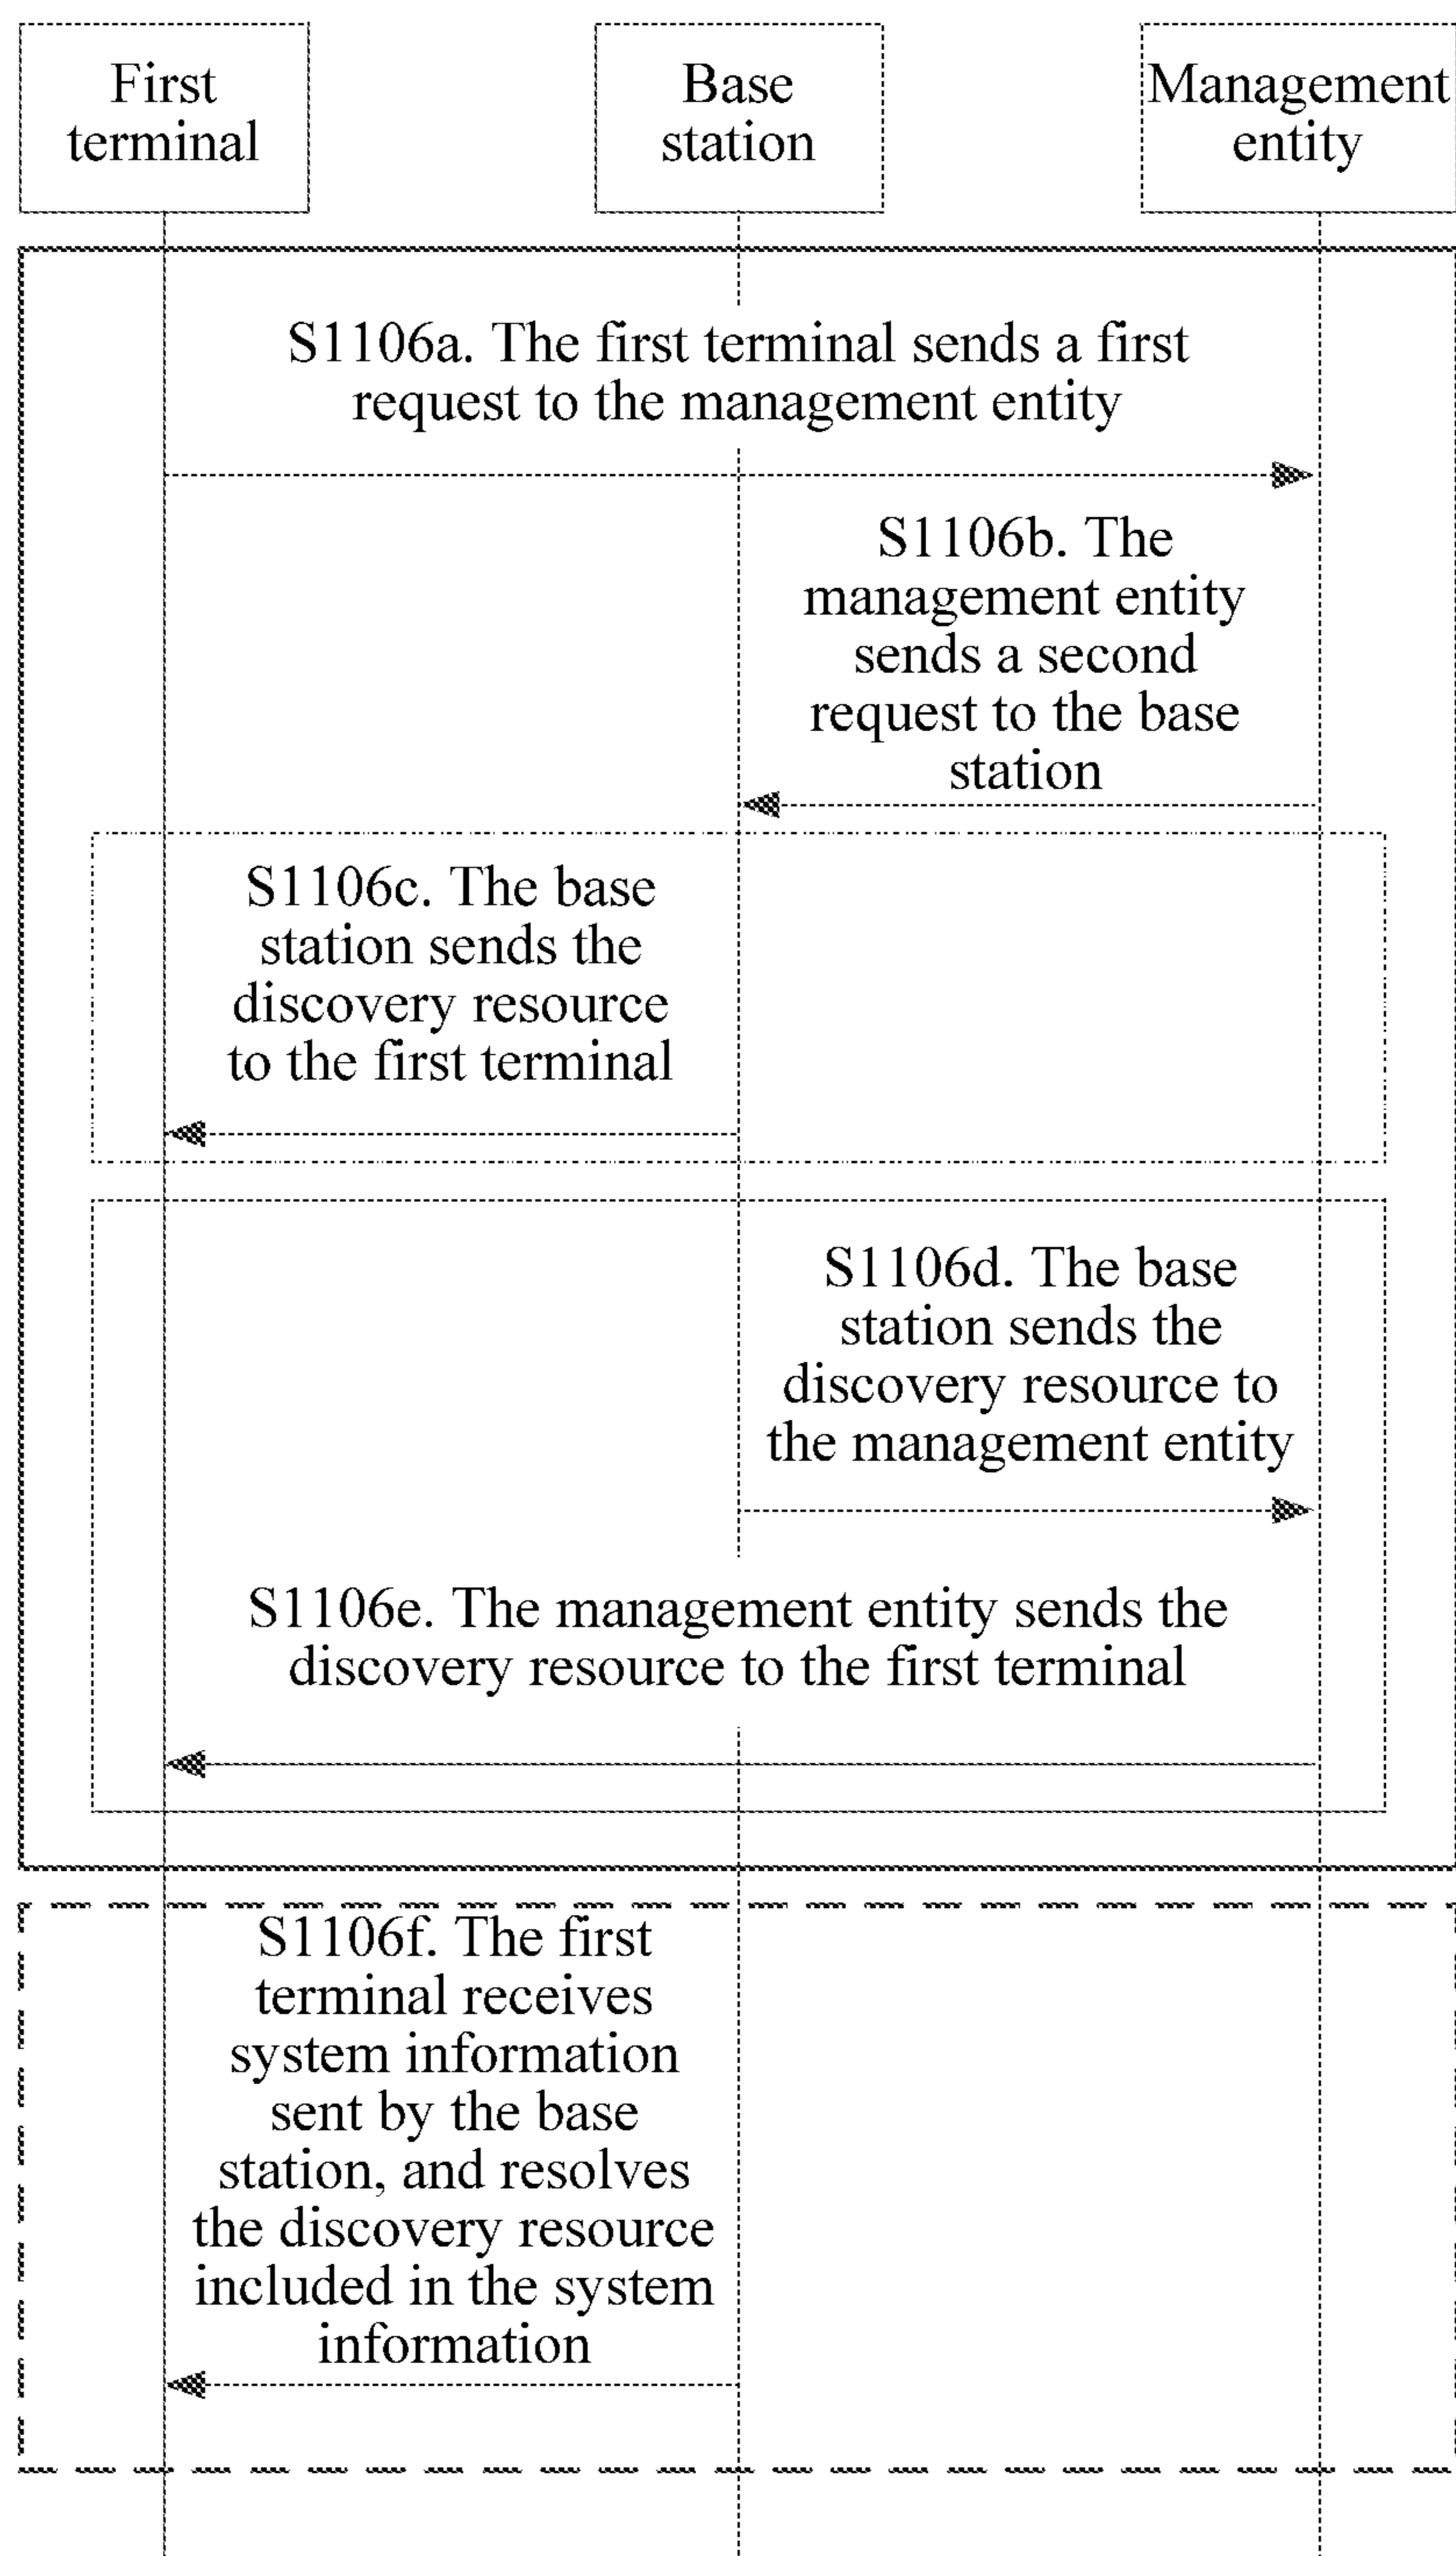 First
terminal
Base
station
Management
entity
S1106a. The first terminal sends a first
request to the management entity
S1106b. The
management entity
sends a second
request to the base
station
S1106c. The base
station sends the
discovery resource
to the first terminal
S1106d. The base
station sends the
discovery resource to
the management entity
S1106e. The management entity sends the
discovery resource to the first terminal
S1106f. The first
terminal receives
system information
sent by the base
station, and resolves
the discovery resource
included in the system
information